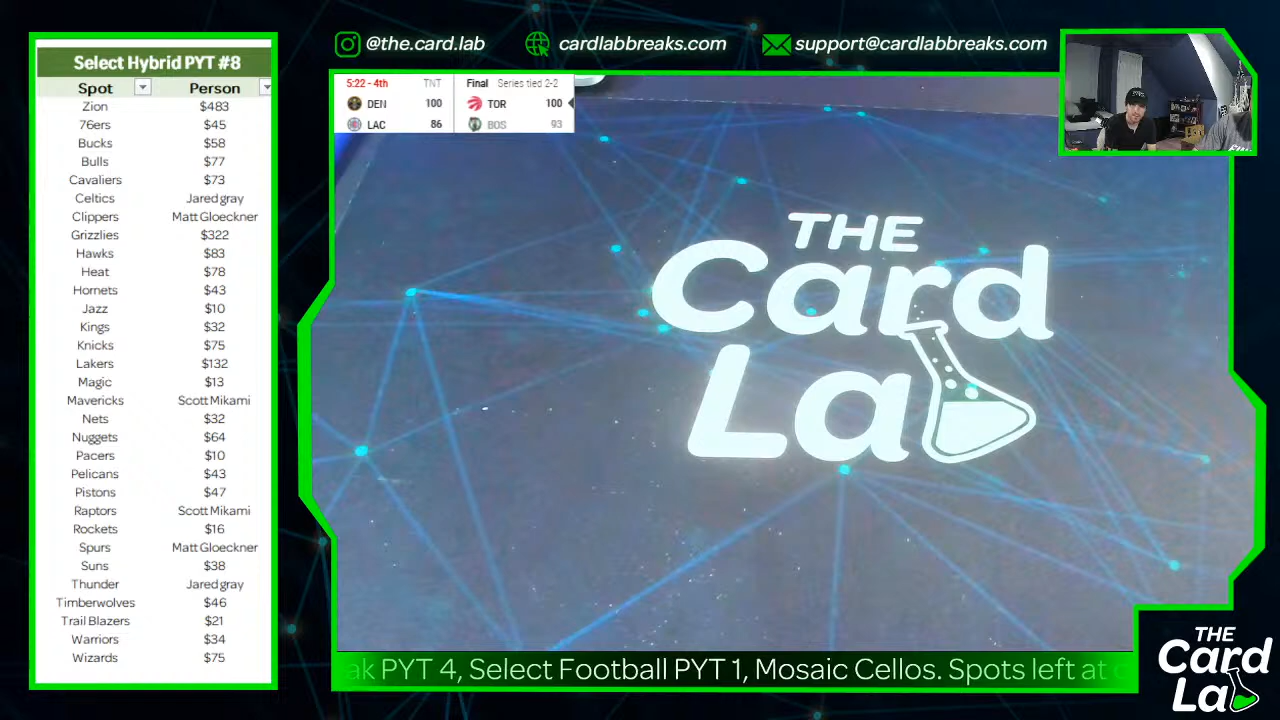 @the.card.lab
cardlabbreaks.com
support@cardlabbreaks.com
Select Hybrid PYT #8
Spot Person
Zion $483
76ers $45
Bucks $58
Bulls $77
Cavaliers $73
Celtics Jared gray
Clippers Matt Gloeckner
Grizzlies $322
Hawks $83
Heat $78
Hornets $43
Jazz $10
Kings $32
Knicks $75
Lakers $132
Magic $13
Mavericks Scott Mikami
Nets $32
Nuggets $64
Pacers $10
Pelicans $43
Pistons $47
Raptors Scott Mikami
Rockets $16
Spurs Matt Gloeckner
Suns $38
Thunder Jared gray
Timberwolves $46
Trail Blazers $21
Warriors $34
Wizards $75
5:22 - 4th TNT
DEN 100
LAC 86
Final Series tied 2-2
TOR 100
BOS 93
THE
Card
Lab
ak PYT 4, Select Football PYT 1, Mosaic Cellos. Spots left at
THE
Card
Lab